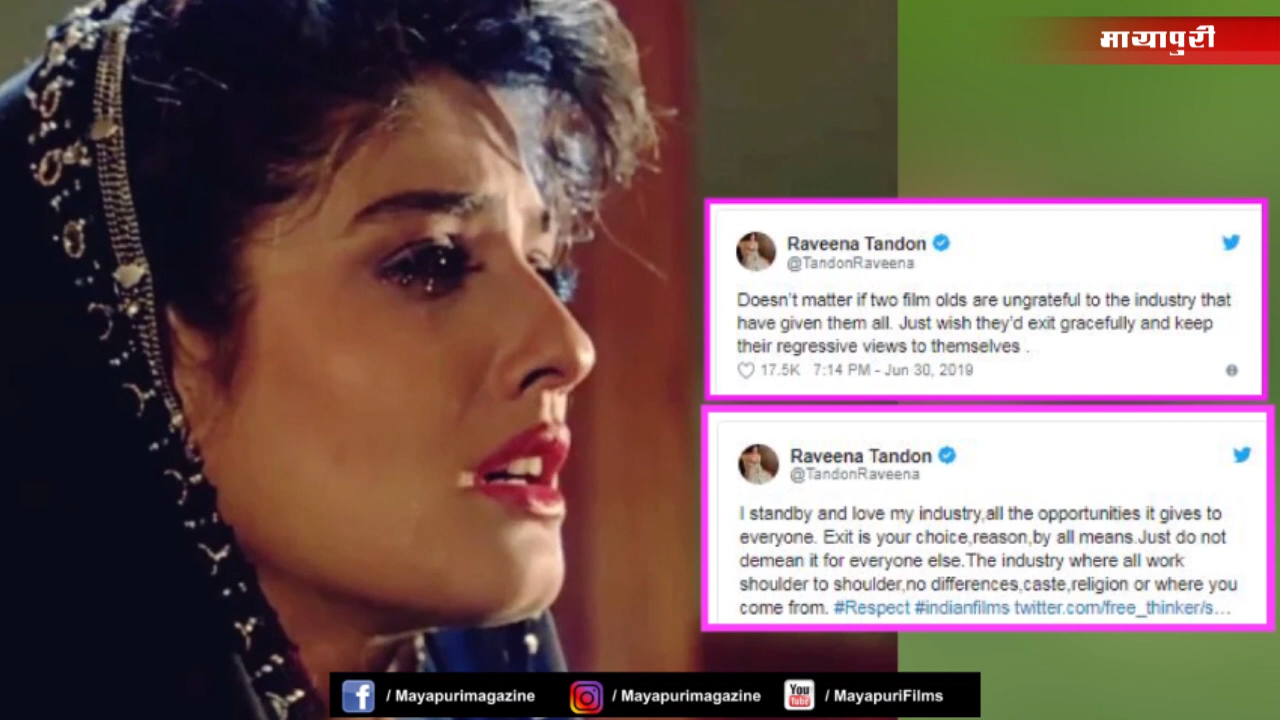 मायापुरी
Raveena Tandon
@TandonRaveena
Doesn't matter if two film olds are ungrateful to the industry that
have given them all. Just wish they'd exit gracefully and keep
their regressive views to themselves .
17.5K 7:14 PM - Jun 30, 2019
Raveena Tandon
@TandonRaveena
I standby and love my industry,all the opportunities it gives to
everyone. Exit is your choice,reason,by all means.Just do not
demean it for everyone else.The industry where all work
shoulder to shoulder,no differences,caste,religion or where you
come from. #Respect #indianfilms twitter.com/free_thinker/s...
/ Mayapurimagazine / Mayapurimagazine You Tube / MayapuriFilms